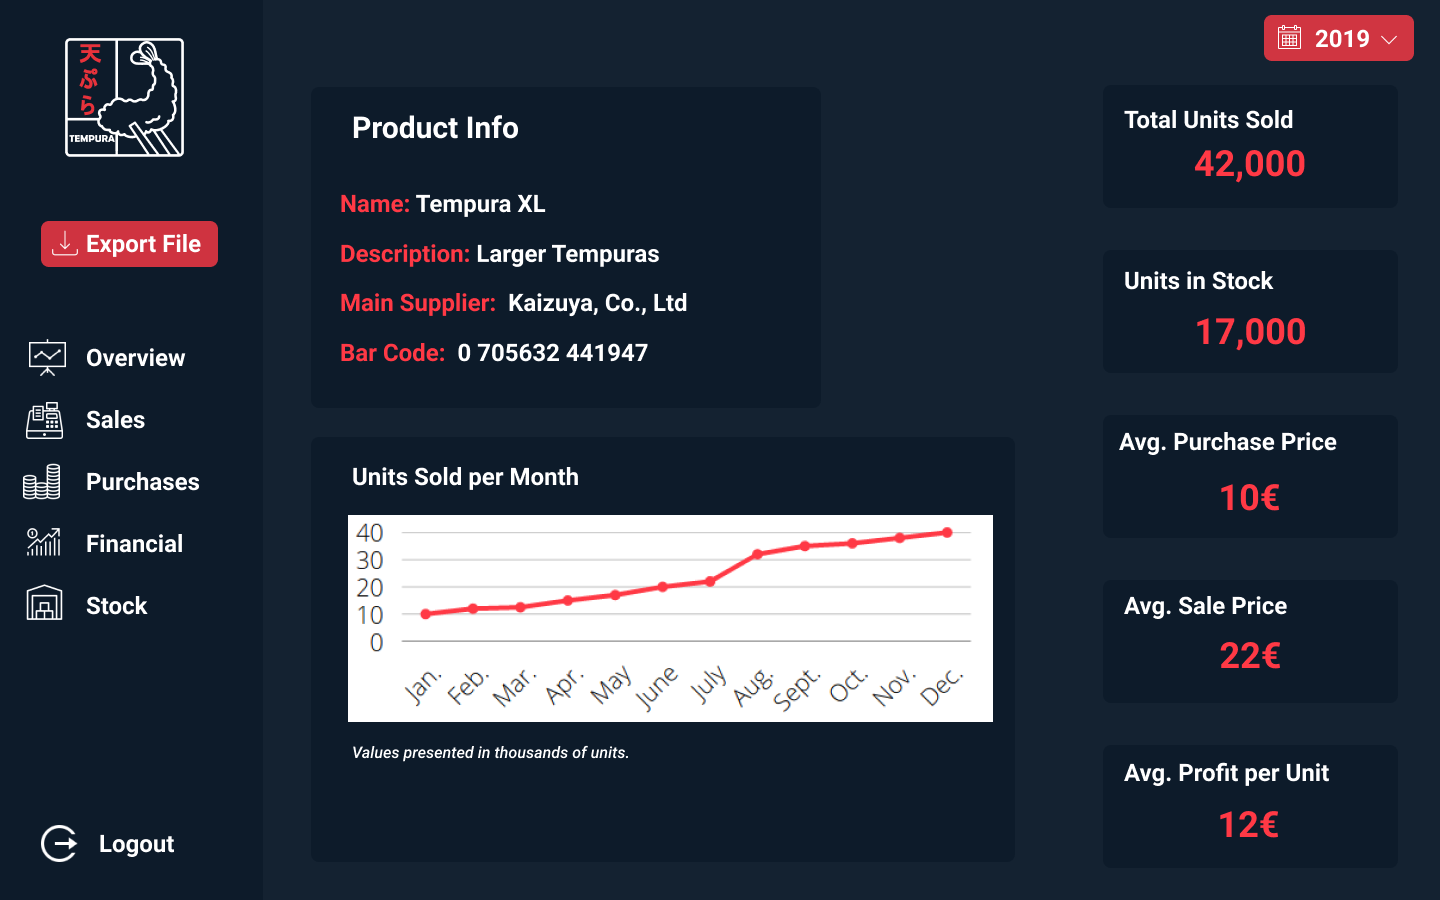 天
ぷ
ら
TEMPURA
Export File
Overview
Sales
Purchases
Financial
Stock
Logout
2019
Product Info
Name: Tempura XL
Description: Larger Tempuras
Main Supplier: Kaizuya, Co., Ltd
Bar Code: 0 705632 441947
Units Sold per Month
40
30
20
10
0
Jan. Feb. Mar. Apr. May June July Aug. Sept. Oct. Nov. Dec.
Values presented in thousands of units.
Total Units Sold
42,000
Units in Stock
17,000
Avg. Purchase Price
10€
Avg. Sale Price
22€
Avg. Profit per Unit
12€